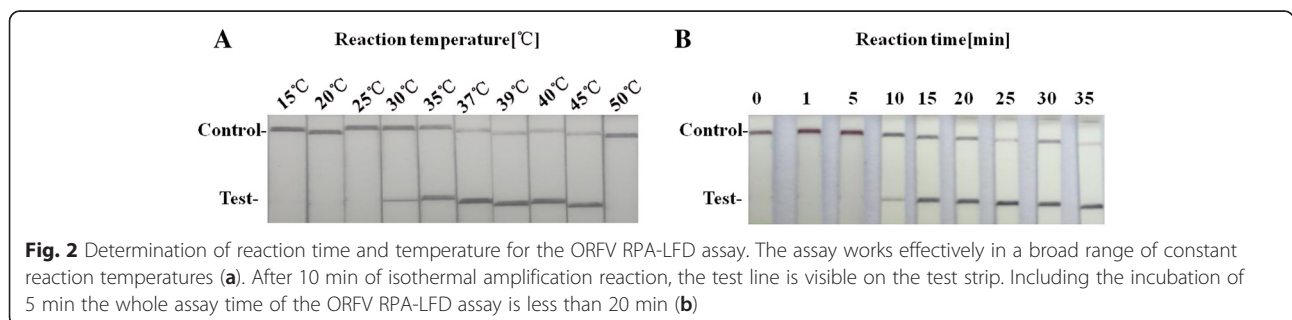 A Reaction temperature[℃]
15℃ 20℃ 25℃ 30℃ 35℃ 37℃ 39℃ 40℃ 45℃ 50℃
Control-
Test-
B Reaction time[min]
0 1 5 10 15 20 25 30 35
Control-
Test-
Fig. 2 Determination of reaction time and temperature for the ORFV RPA-LFD assay. The assay works effectively in a broad range of constant
reaction temperatures (a). After 10 min of isothermal amplification reaction, the test line is visible on the test strip. Including the incubation of
5 min the whole assay time of the ORFV RPA-LFD assay is less than 20 min (b)